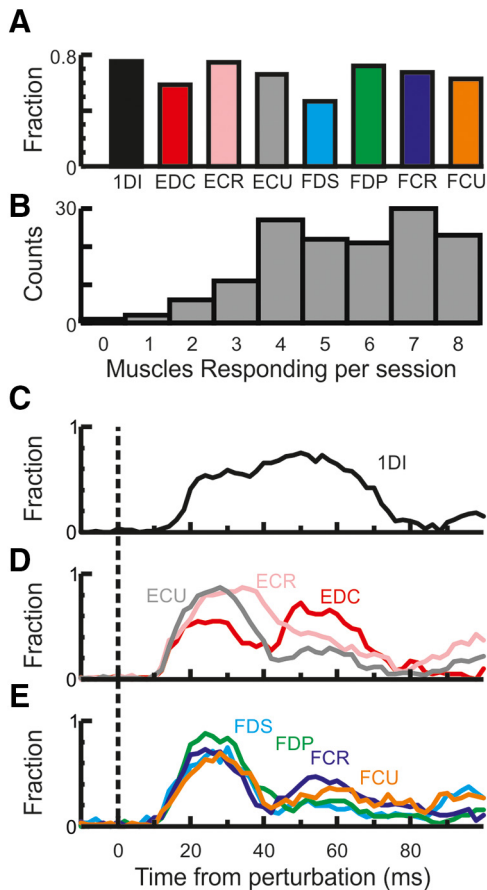 A
0.8
Fraction
0
1DI EDC ECR ECU FDS FDP FCR FCU
B
30
Counts
0
0 1 2 3 4 5 6 7 8
Muscles Responding per session
C
1
Fraction
1DI
0
D
1
Fraction
ECU
ECR
EDC
0
E
1
Fraction
FDS
FDP
FCR
FCU
0
0 20 40 60 80
Time from perturbation (ms)